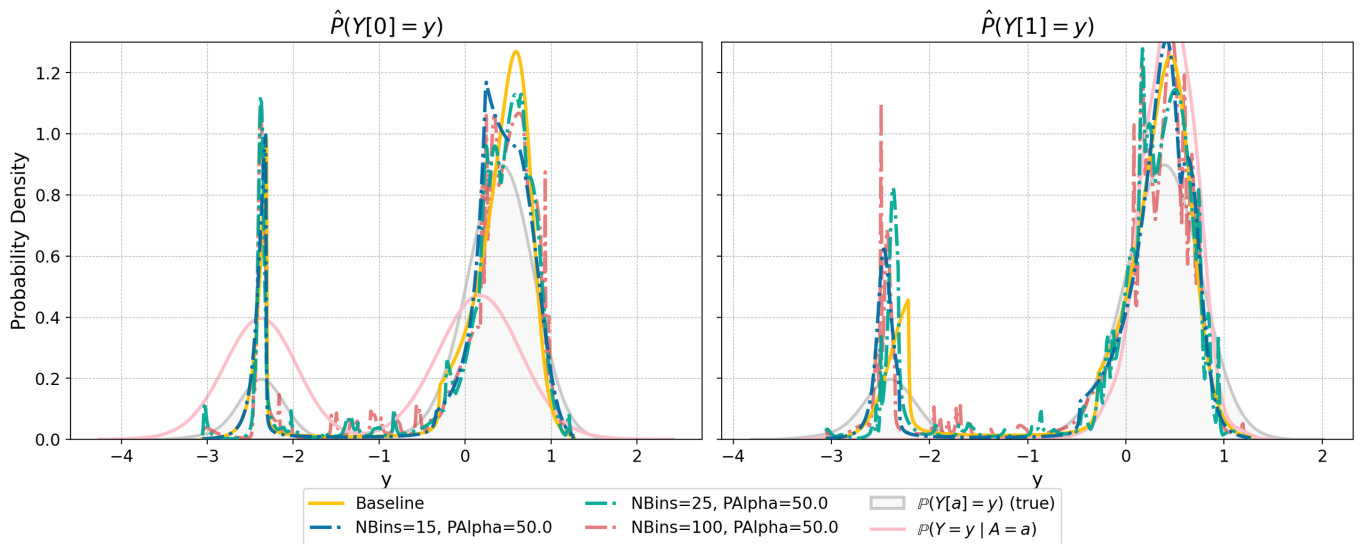 $\hat{P}(Y[0] = y)$ $\hat{P}(Y[1] = y)$
Probability Density
1.2
1.0
0.8
0.6
0.4
0.2
0.0
−4 −3 −2 −1 0 1 2
y
−4 −3 −2 −1 0 1 2
y
Baseline
NBins=15, PAlpha=50.0
NBins=25, PAlpha=50.0
NBins=100, PAlpha=50.0
ℙ(Y[a] = y) (true)
ℙ(Y = y ∣ A = a)